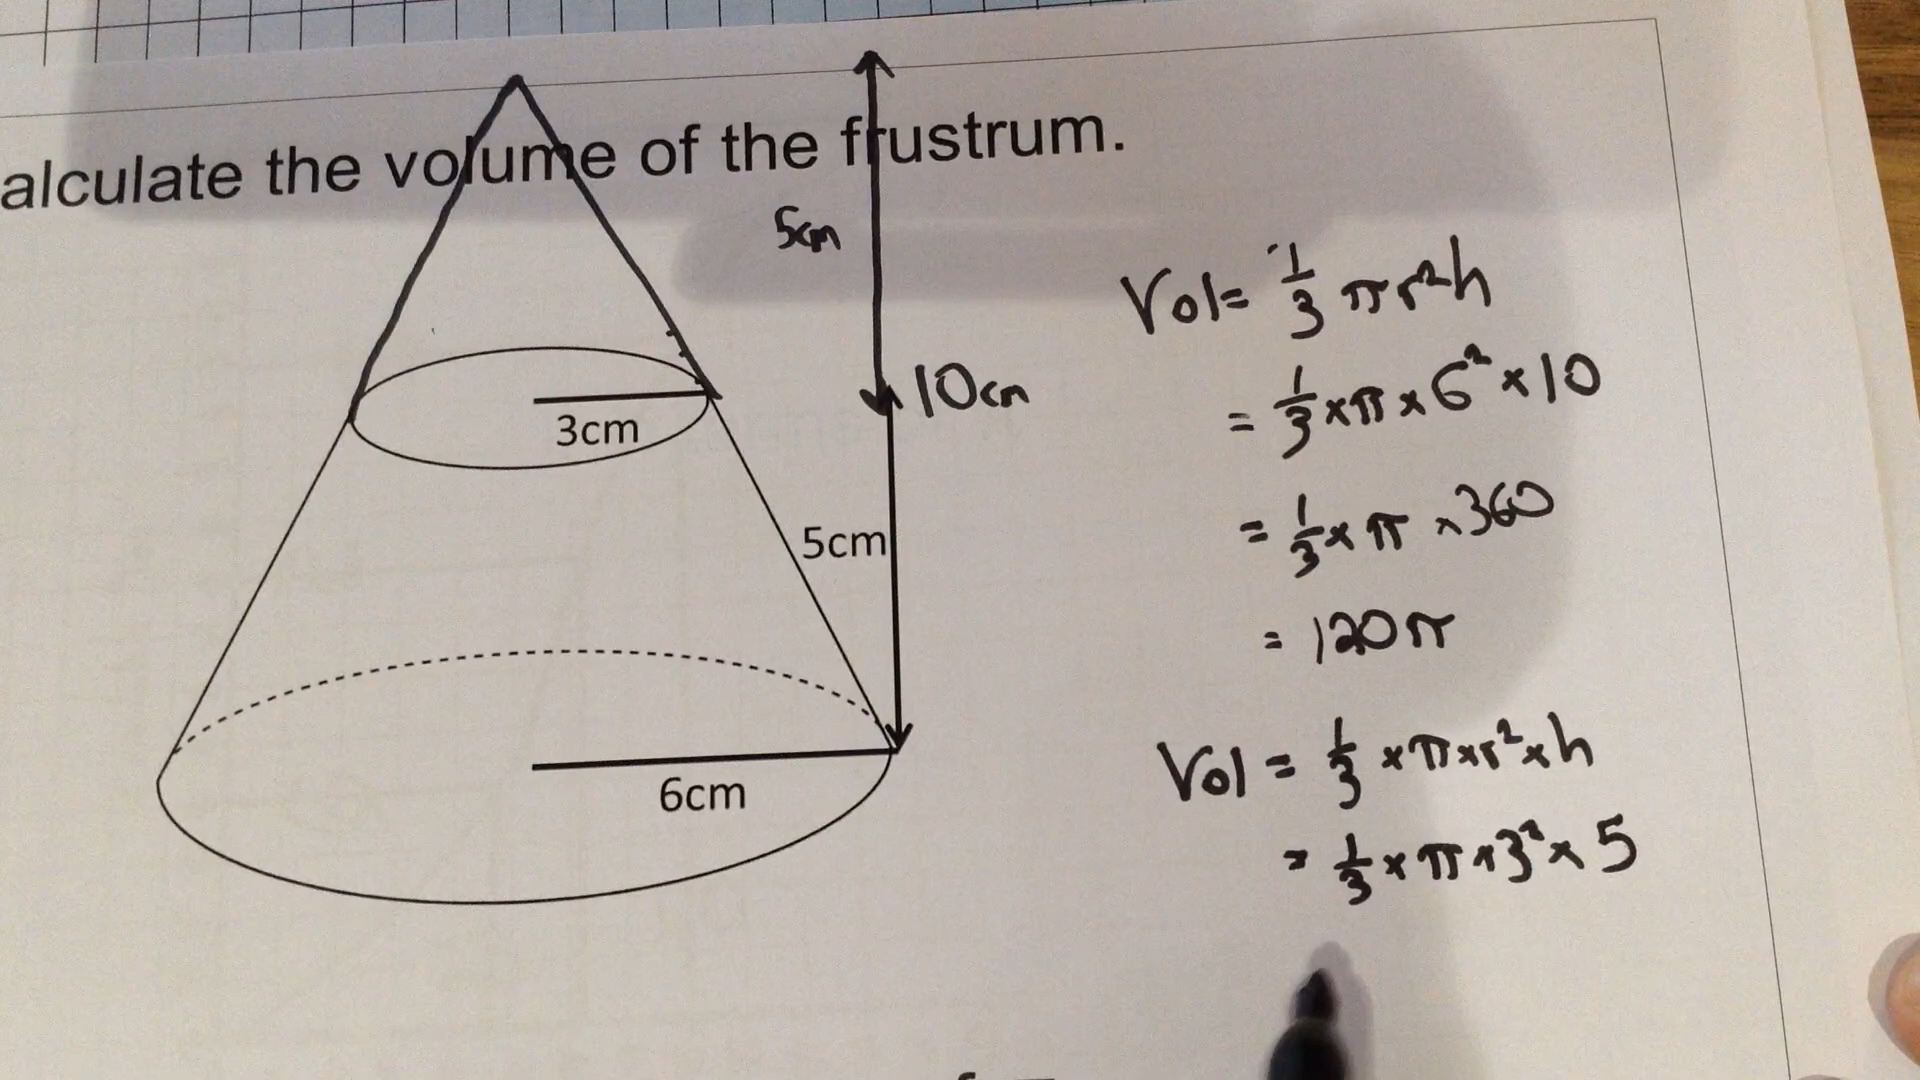 alculate the volume of the frustrum.
5cm
10cm
3cm
5cm
6cm
Vol = 1/3 πr²h
= 1/3 × π × 6² × 10
= 1/3 × π × 360
= 120π
Vol = 1/3 × π × r² × h
= 1/3 × π × 3² × 5